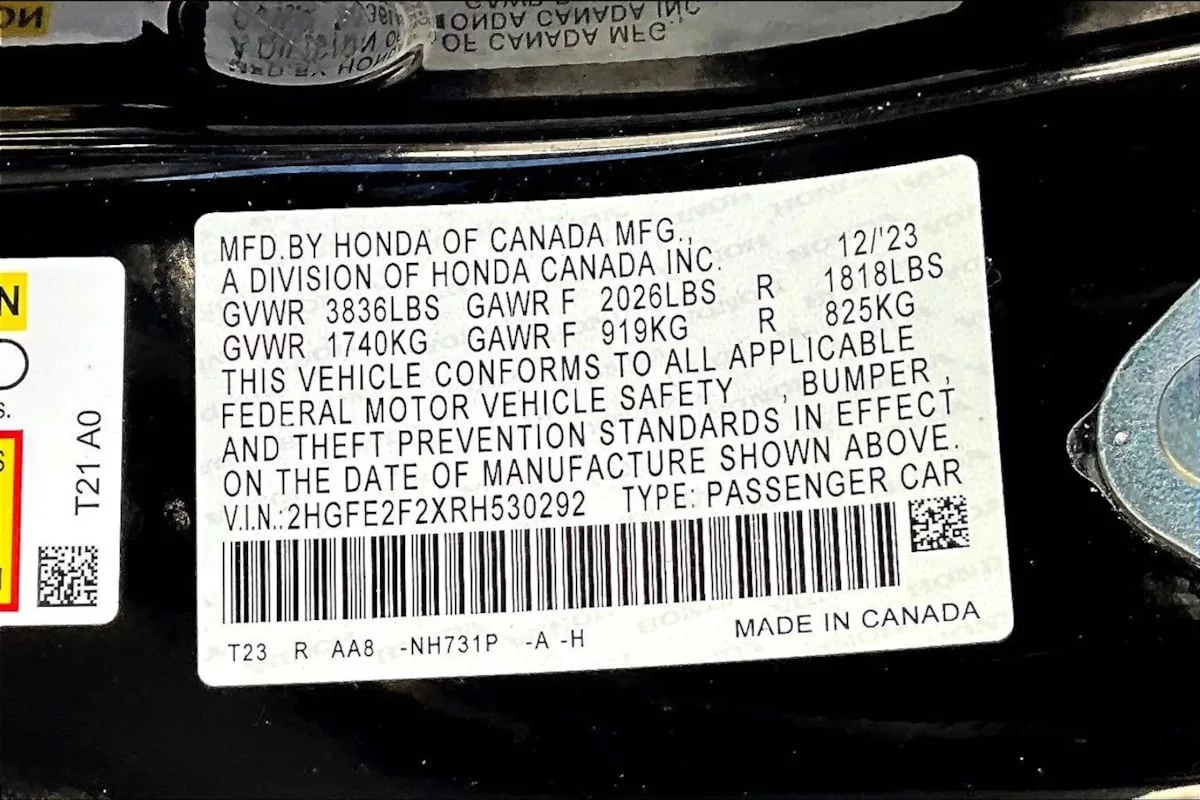 OF CANADA MFG.
HONDA CANADA INC
MFD.BY HON
MFD.BY HONDA OF CANADA MFG.,
A DIVISION OF HONDA CANADA INC. 12/'23
GVWR 3836LBS GAWR F 2026LBS R 1818LBS
GVWR 1740KG GAWR F 919KG R 825KG
THIS VEHICLE CONFORMS TO ALL APPLICABLE
FEDERAL MOTOR VEHICLE SAFETY , BUMPER ,
AND THEFT PREVENTION STANDARDS IN EFFECT
ON THE DATE OF MANUFACTURE SHOWN ABOVE.
V.I.N.:2HGFE2F2XRH530292 TYPE: PASSENGER CAR
T23 R AA8 -NH731P -A -H
MADE IN CANADA
T21 A0